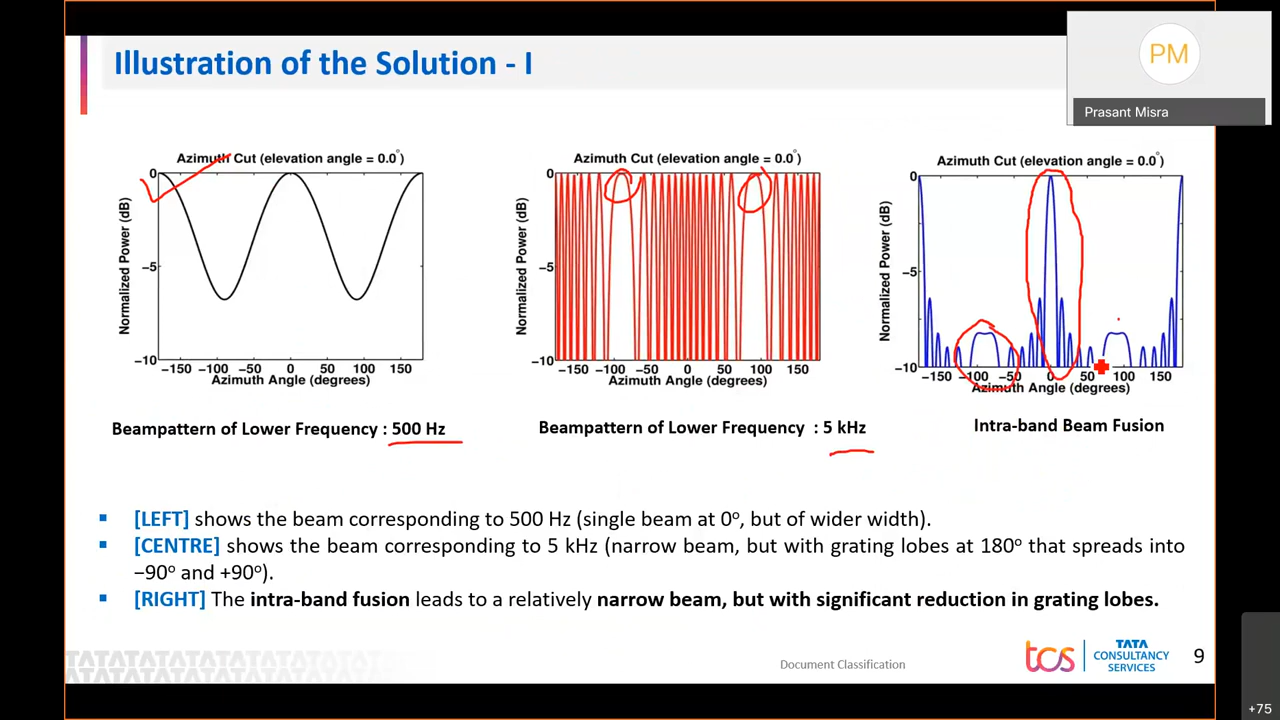 Illustration of the Solution - I
PM
Prasant Misra
Azimuth Cut (elevation angle = 0.0°)
0
−5
−10
Normalized Power (dB)
−150 −100 −50 0 50 100 150
Azimuth Angle (degrees)
Beampattern of Lower Frequency : 500 Hz
Azimuth Cut (elevation angle = 0.0°)
0
−5
−10
Normalized Power (dB)
−150 −100 −50 0 50 100 150
Azimuth Angle (degrees)
Beampattern of Lower Frequency : 5 kHz
Azimuth Cut (elevation angle = 0.0°)
0
−5
−10
Normalized Power (dB)
−150 −100 −50 0 50 100 150
Azimuth Angle (degrees)
Intra-band Beam Fusion
▪ [LEFT] shows the beam corresponding to 500 Hz (single beam at 0º, but of wider width).
▪ [CENTRE] shows the beam corresponding to 5 kHz (narrow beam, but with grating lobes at 180º that spreads into
−90º and +90º).
▪ [RIGHT] The intra-band fusion leads to a relatively narrow beam, but with significant reduction in grating lobes.
Document Classification
tcs
TATA
CONSULTANCY
SERVICES
9
+75